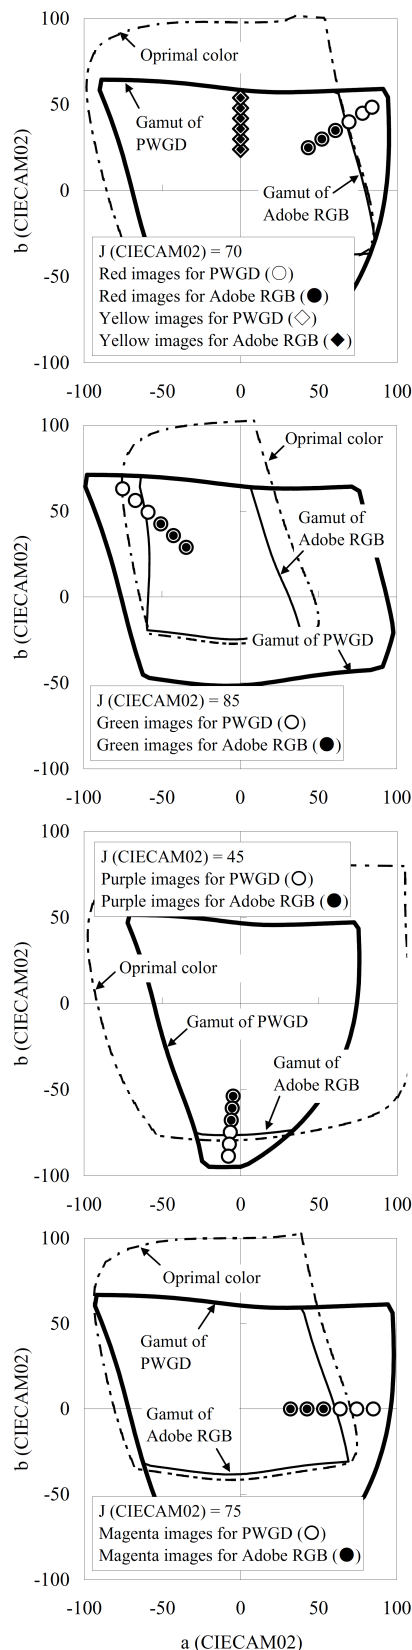 100
Oprimal color
50
Gamut of
PWGD
0
Gamut of
Adobe RGB
b (CIECAM02)
-50
J (CIECAM02) = 70
Red images for PWGD (○)
Red images for Adobe RGB (●)
Yellow images for PWGD (◇)
Yellow images for Adobe RGB (◆)
-100
-100 -50 0 50 100
100
Oprimal color
50
Gamut of
Adobe RGB
b (CIECAM02)
0
Gamut of PWGD
-50
J (CIECAM02) = 85
Green images for PWGD (○)
Green images for Adobe RGB (●)
-100
-100 -50 0 50 100
100
J (CIECAM02) = 45
Purple images for PWGD (○)
Purple images for Adobe RGB (●)
50
Oprimal color
b (CIECAM02)
0
Gamut of PWGD
Gamut of
Adobe RGB
-50
-100
-100 -50 0 50 100
100
Oprimal color
50
Gamut of
PWGD
b (CIECAM02)
0
Gamut of
Adobe RGB
-50
J (CIECAM02) = 75
Magenta images for PWGD (○)
Magenta images for Adobe RGB (●)
-100
-100 -50 0 50 100
a (CIECAM02)